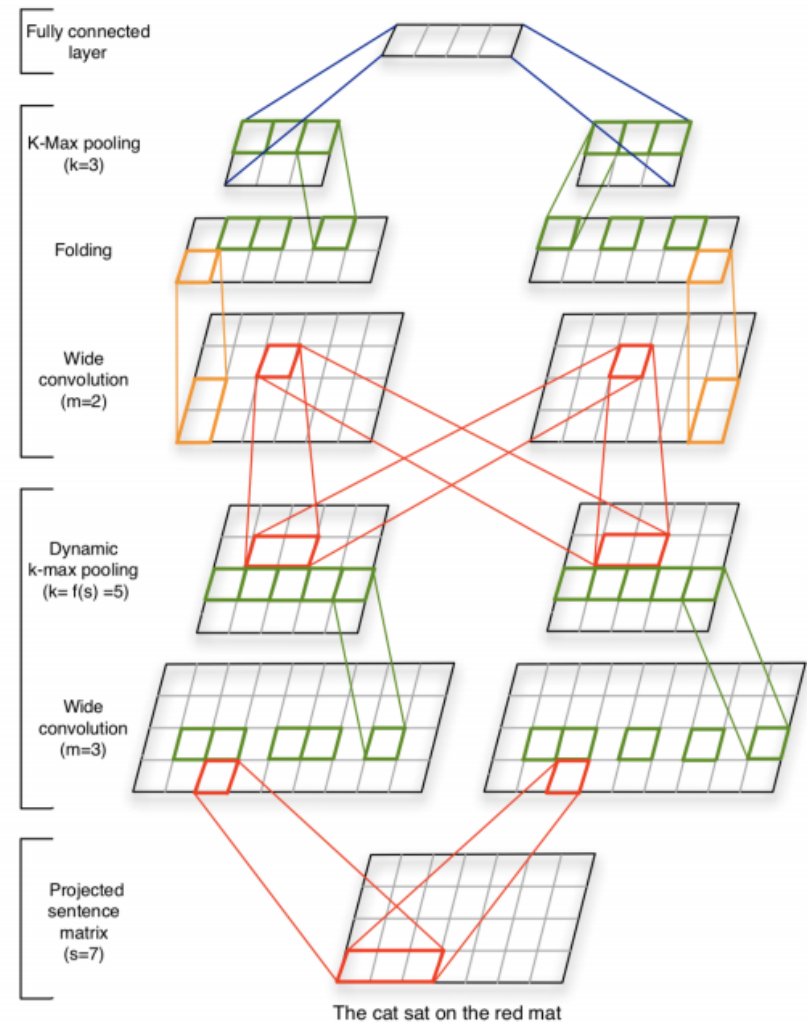 Fully connected
layer
K-Max pooling
(k=3)
Folding
Wide
convolution
(m=2)
Dynamic
k-max pooling
(k= f(s) =5)
Wide
convolution
(m=3)
Projected
sentence
matrix
(s=7)
The cat sat on the red mat